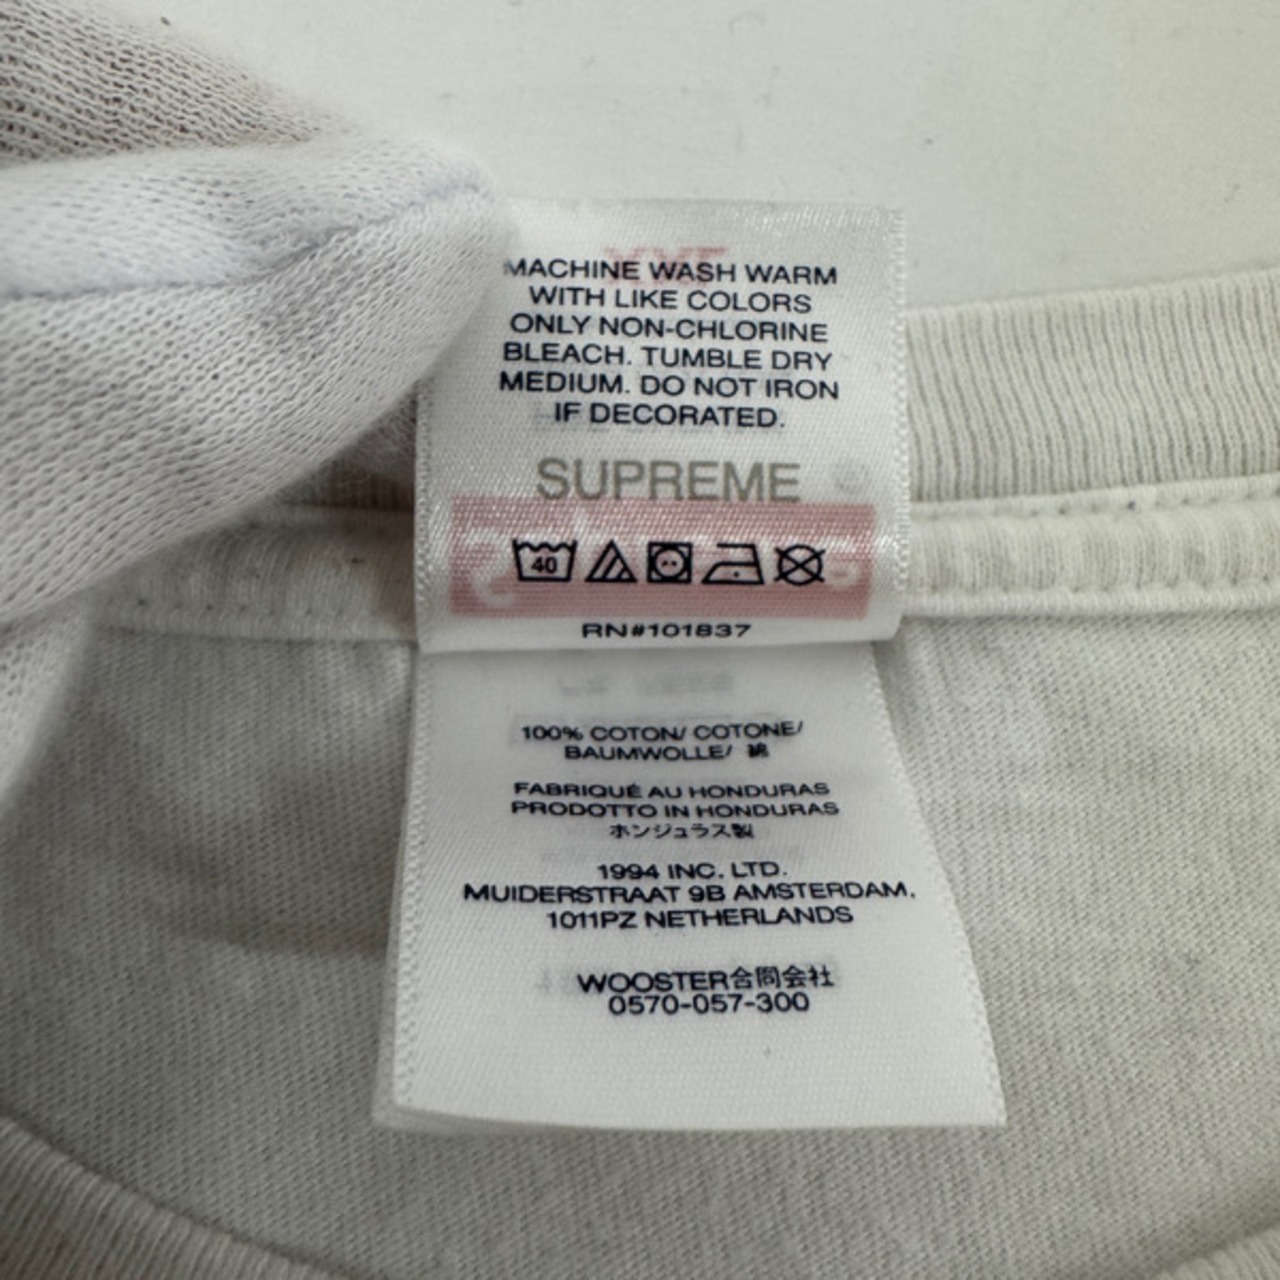 MACHINE WASH WARM
WITH LIKE COLORS
ONLY NON-CHLORINE
BLEACH. TUMBLE DRY
MEDIUM. DO NOT IRON
IF DECORATED.
SUPREME
40
RN#101837
100% COTON/ COTONE/
BAUMWOLLE/ 綿
FABRIQUÉ AU HONDURAS
PRODOTTO IN HONDURAS
ホンジュラス製
1994 INC. LTD.
MUIDERSTRAAT 9B AMSTERDAM,
1011PZ NETHERLANDS
WOOSTER合同会社
0570-057-300